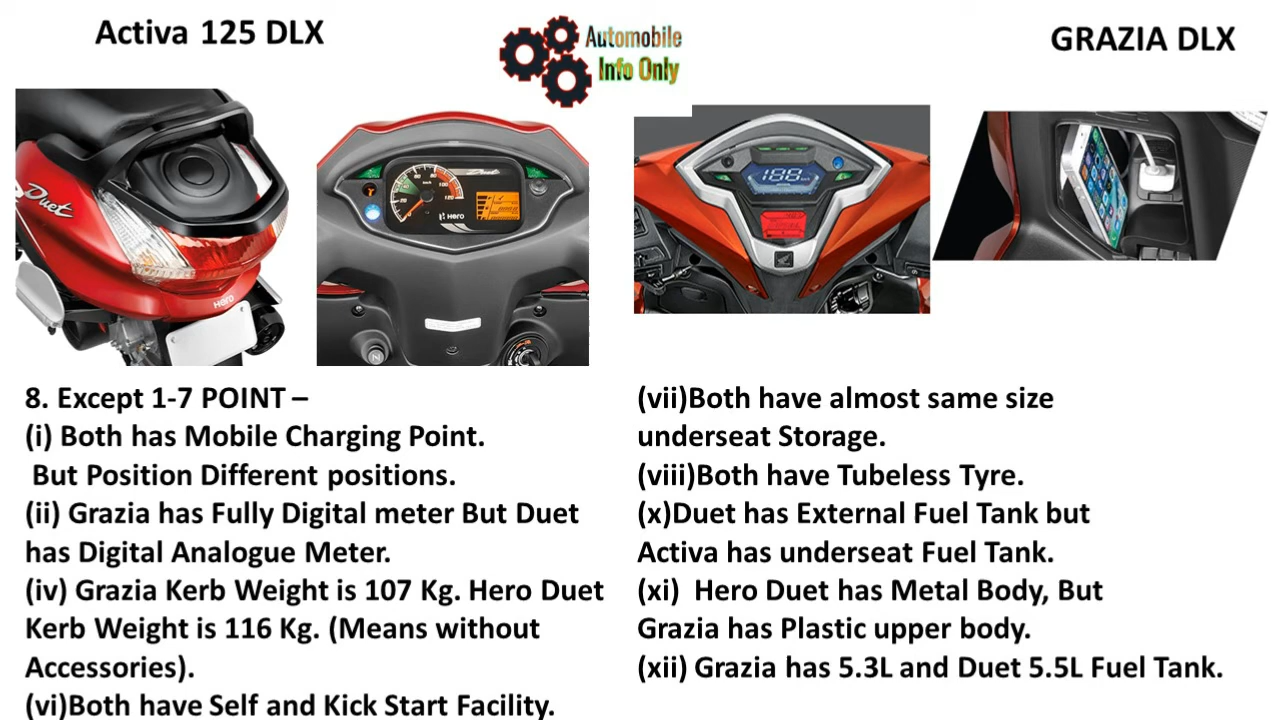 Activa 125 DLX
Automobile
Info Only
GRAZIA DLX
Duet
Hero
Hero
188
8. Except 1-7 POINT –
(i) Both has Mobile Charging Point.
But Position Different positions.
(ii) Grazia has Fully Digital meter But Duet
has Digital Analogue Meter.
(iv) Grazia Kerb Weight is 107 Kg. Hero Duet
Kerb Weight is 116 Kg. (Means without
Accessories).
(vi)Both have Self and Kick Start Facility.
(vii)Both have almost same size
underseat Storage.
(viii)Both have Tubeless Tyre.
(x)Duet has External Fuel Tank but
Activa has underseat Fuel Tank.
(xi) Hero Duet has Metal Body, But
Grazia has Plastic upper body.
(xii) Grazia has 5.3L and Duet 5.5L Fuel Tank.